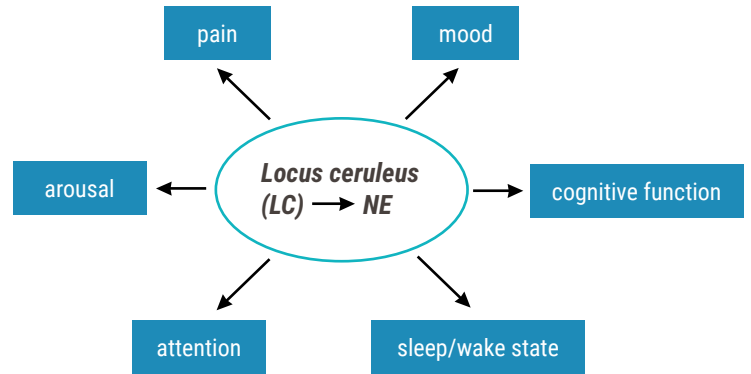 pain
mood
Locus ceruleus
(LC) → NE
arousal
cognitive function
attention
sleep/wake state